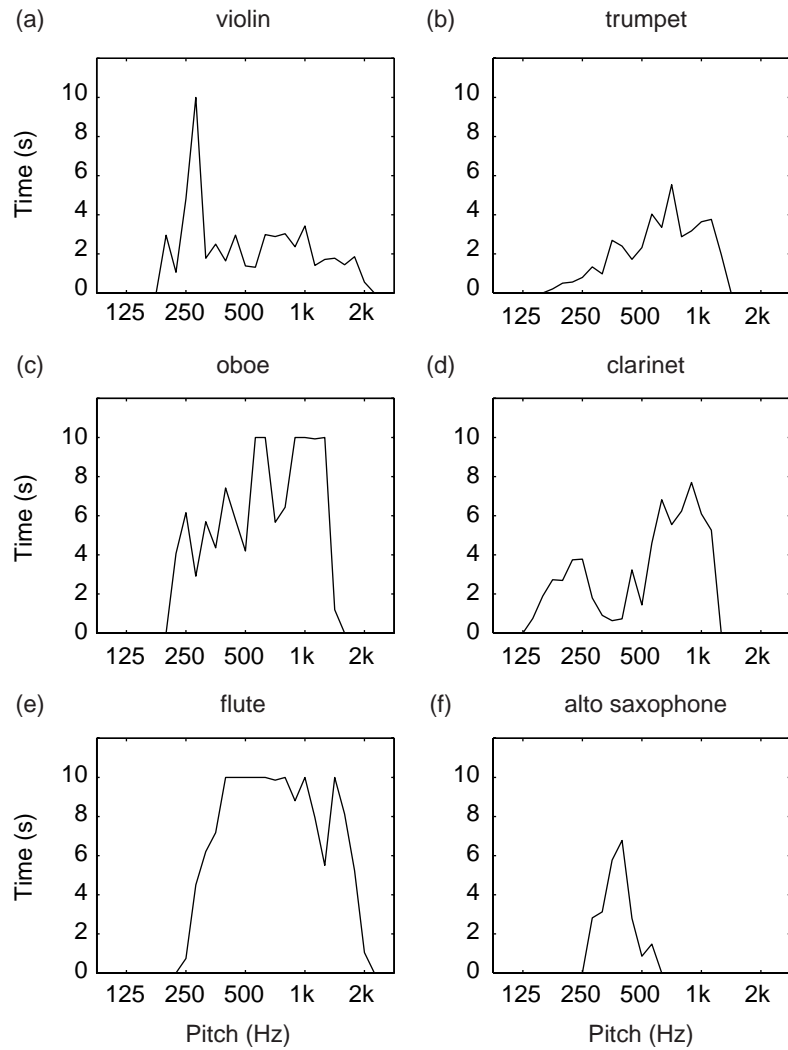 (a) violin
(b) trumpet
Time (s)
10
8
6
4
2
0
125 250 500 1k 2k
125 250 500 1k 2k
(c) oboe
(d) clarinet
Time (s)
10
8
6
4
2
0
10
8
6
4
2
0
10
8
6
4
2
0
125 250 500 1k 2k
125 250 500 1k 2k
(e) flute
(f) alto saxophone
Time (s)
10
8
6
4
2
0
10
8
6
4
2
0
125 250 500 1k 2k
125 250 500 1k 2k
Pitch (Hz)
Pitch (Hz)